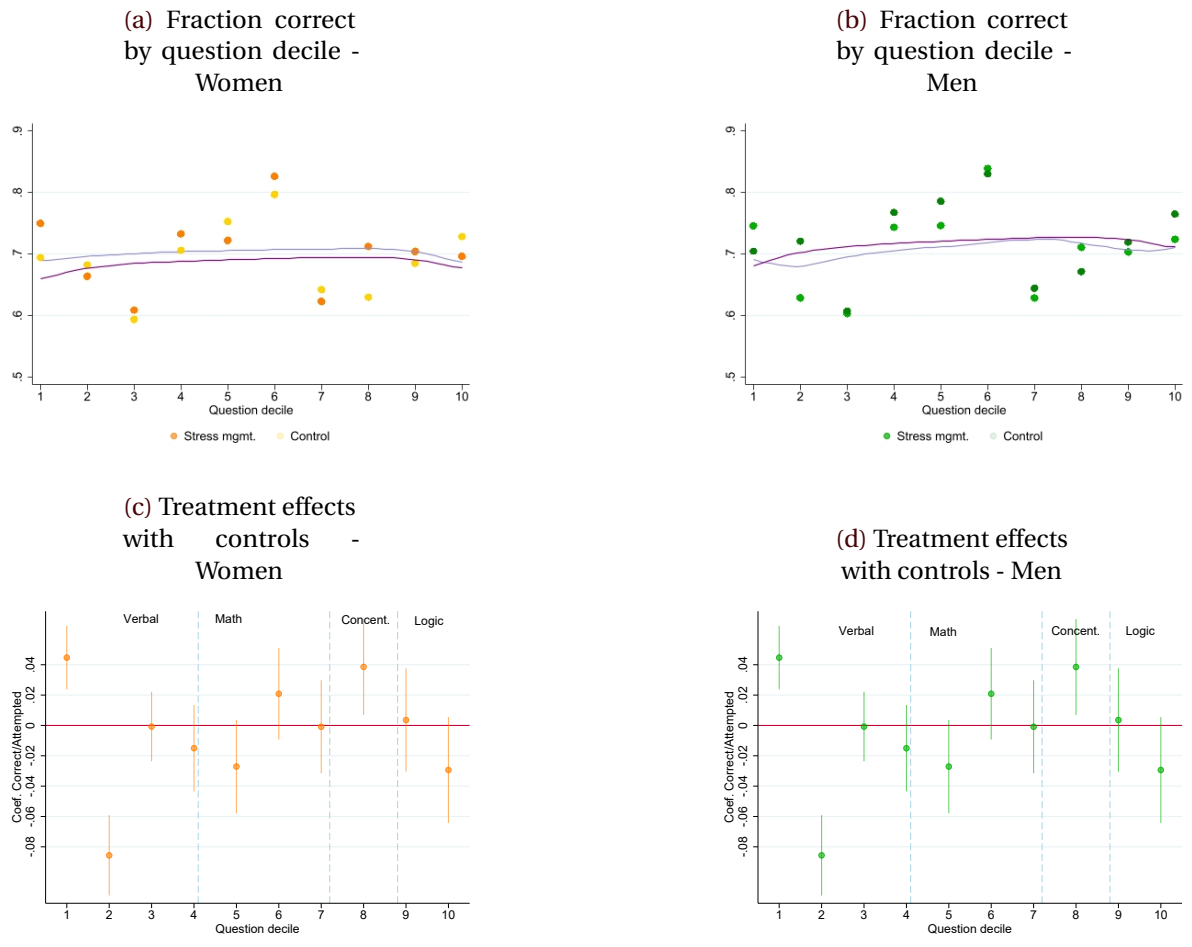 (a) Fraction correct
by question decile -
Women
.9
.8
.7
.6
.5
1 2 3 4 5 6 7 8 9 10
Question decile
Stress mgmt. Control
(b) Fraction correct
by question decile -
Men
.9
.8
.7
.6
.5
1 2 3 4 5 6 7 8 9 10
Question decile
Stress mgmt. Control
(c) Treatment effects
with controls -
Women
Verbal Math Concent. Logic
Coef. Correct/Attempted
.04
.02
0
-.02
-.04
-.06
-.08
1 2 3 4 5 6 7 8 9 10
Question decile
(d) Treatment effects
with controls - Men
Verbal Math Concent. Logic
Coef. Correct/Attempted
.04
.02
0
-.02
-.04
-.06
-.08
1 2 3 4 5 6 7 8 9 10
Question decile